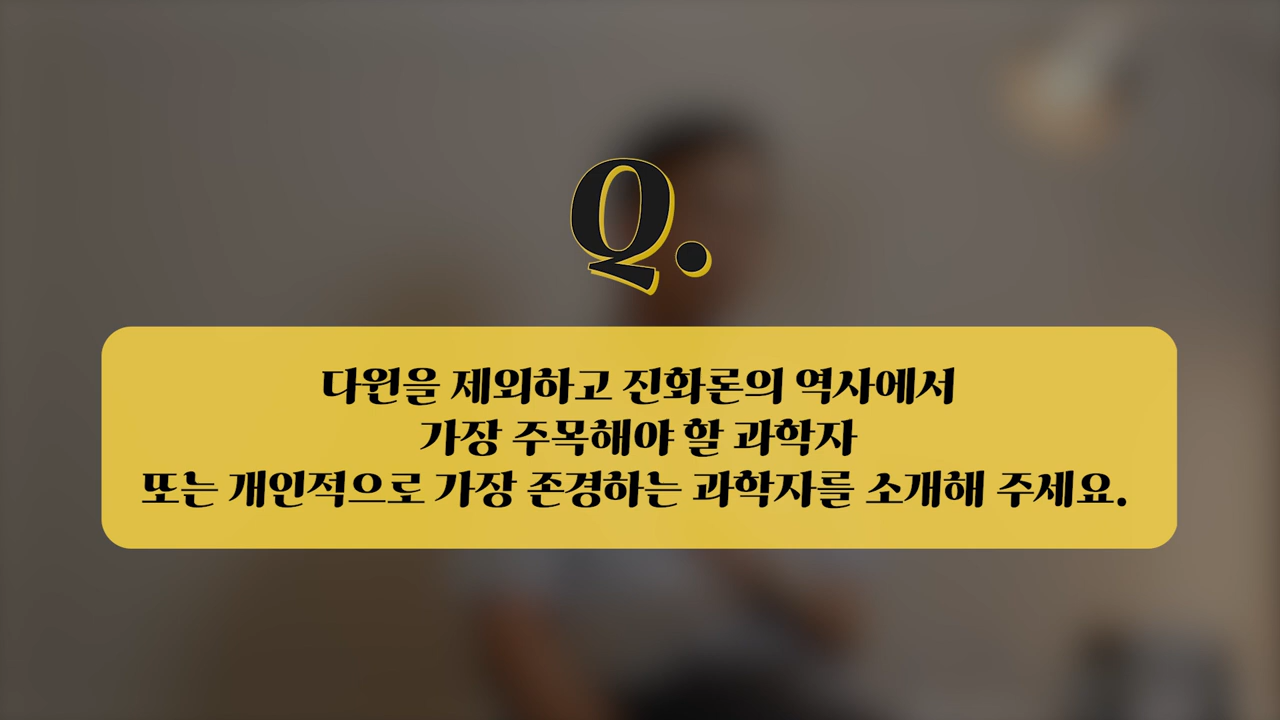 Q.
다윈을 제외하고 진화론의 역사에서
가장 주목해야 할 과학자
또는 개인적으로 가장 존경하는 과학자를 소개해 주세요.